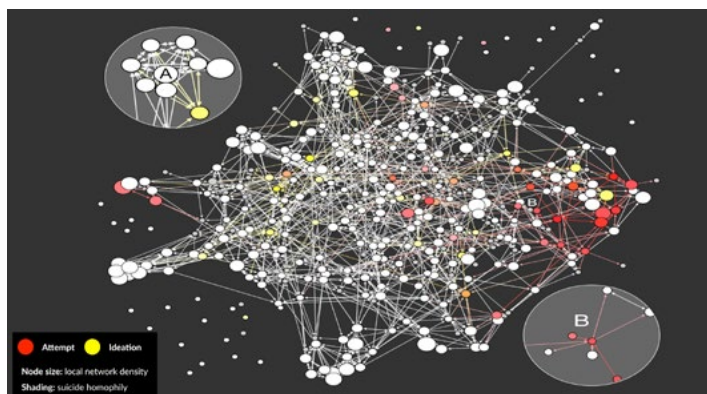 A
B
B
Attempt Ideation
Node size: local network density
Shading: suicide homophily